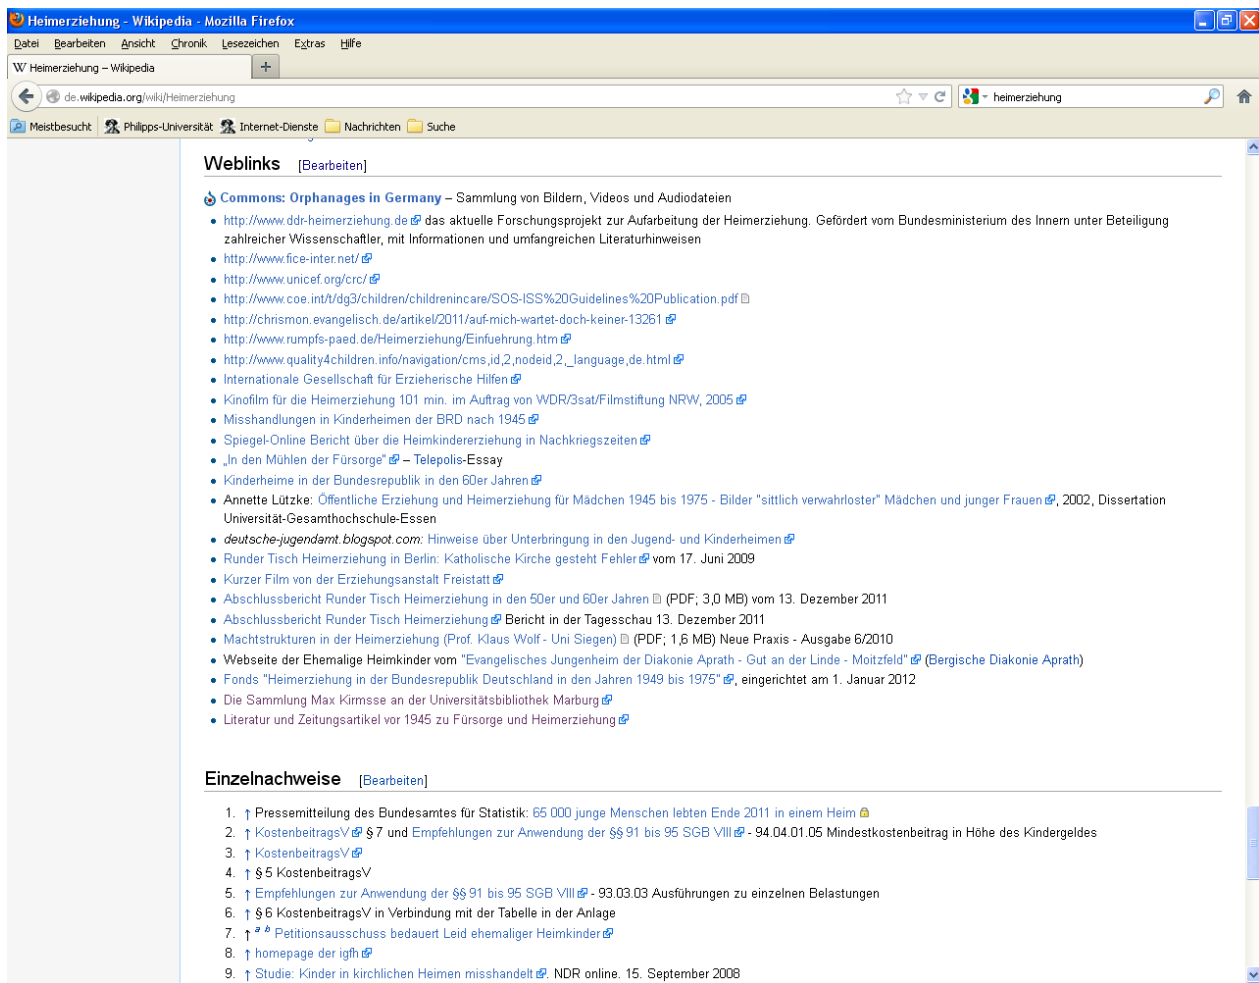 Heimerziehung - Wikipedia - Mozilla Firefox
Datei Bearbeiten Ansicht Chronik Lesezeichen Extras Hilfe
W Heimerziehung – Wikipedia +
de.wikipedia.org/wiki/Heimerziehung heimerziehung
Meistbesucht Philipps-Universität Internet-Dienste Nachrichten Suche
Weblinks [Bearbeiten]
Commons: Orphanages in Germany – Sammlung von Bildern, Videos und Audiodateien
• http://www.ddr-heimerziehung.de das aktuelle Forschungsprojekt zur Aufarbeitung der Heimerziehung. Gefördert vom Bundesministerium des Innern unter Beteiligung
zahlreicher Wissenschaftler, mit Informationen und umfangreichen Literaturhinweisen
• http://www.fice-inter.net/
• http://www.unicef.org/crc/
• http://www.coe.int/t/dg3/children/childrenincare/SOS-ISS%20Guidelines%20Publication.pdf
• http://chrismon.evangelisch.de/artikel/2011/auf-mich-wartet-doch-keiner-13261
• http://www.rumpfs-paed.de/Heimerziehung/Einfuehrung.htm
• http://www.quality4children.info/navigation/cms,id,2,nodeid,2,_language,de.html
• Internationale Gesellschaft für Erzieherische Hilfen
• Kinofilm für die Heimerziehung 101 min. im Auftrag von WDR/3sat/Filmstiftung NRW, 2005
• Misshandlungen in Kinderheimen der BRD nach 1945
• Spiegel-Online Bericht über die Heimkindererziehung in Nachkriegszeiten
• „In den Mühlen der Fürsorge" – Telepolis-Essay
• Kinderheime in der Bundesrepublik in den 60er Jahren
• Annette Lützke: Öffentliche Erziehung und Heimerziehung für Mädchen 1945 bis 1975 - Bilder "sittlich verwahrloster" Mädchen und junger Frauen, 2002, Dissertation
Universität-Gesamthochschule-Essen
• deutsche-jugendamt.blogspot.com: Hinweise über Unterbringung in den Jugend- und Kinderheimen
• Runder Tisch Heimerziehung in Berlin: Katholische Kirche gesteht Fehler vom 17. Juni 2009
• Kurzer Film von der Erziehungsanstalt Freistatt
• Abschlussbericht Runder Tisch Heimerziehung in den 50er und 60er Jahren (PDF; 3,0 MB) vom 13. Dezember 2011
• Abschlussbericht Runder Tisch Heimerziehung Bericht in der Tagesschau 13. Dezember 2011
• Machtstrukturen in der Heimerziehung (Prof. Klaus Wolf - Uni Siegen) (PDF; 1,6 MB) Neue Praxis - Ausgabe 6/2010
• Webseite der Ehemalige Heimkinder vom "Evangelisches Jungenheim der Diakonie Aprath - Gut an der Linde - Moitzfeld" (Bergische Diakonie Aprath)
• Fonds "Heimerziehung in der Bundesrepublik Deutschland in den Jahren 1949 bis 1975", eingerichtet am 1. Januar 2012
• Die Sammlung Max Kirmsse an der Universitätsbibliothek Marburg
• Literatur und Zeitungsartikel vor 1945 zu Fürsorge und Heimerziehung
Einzelnachweise [Bearbeiten]
1. ↑ Pressemitteilung des Bundesamtes für Statistik: 65 000 junge Menschen lebten Ende 2011 in einem Heim
2. ↑ KostenbeitragsV § 7 und Empfehlungen zur Anwendung der §§ 91 bis 95 SGB VIII - 94.04.01.05 Mindestkostenbeitrag in Höhe des Kindergeldes
3. ↑ KostenbeitragsV
4. ↑ § 5 KostenbeitragsV
5. ↑ Empfehlungen zur Anwendung der §§ 91 bis 95 SGB VIII - 93.03.03 Ausführungen zu einzelnen Belastungen
6. ↑ § 6 KostenbeitragsV in Verbindung mit der Tabelle in der Anlage
7. ↑ a b Petitionsausschuss bedauert Leid ehemaliger Heimkinder
8. ↑ homepage der igfh
9. ↑ Studie: Kinder in kirchlichen Heimen misshandelt. NDR online. 15. September 2008